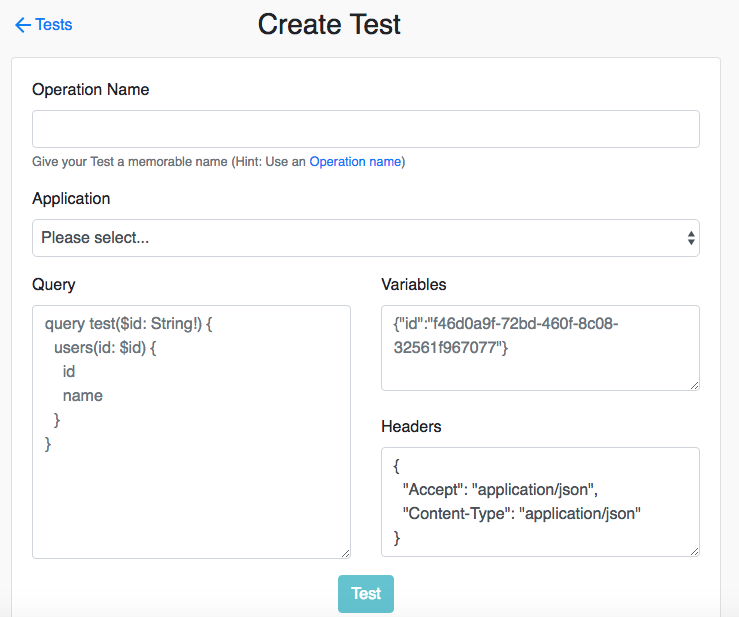 ← Tests
Create Test
Operation Name
Give your Test a memorable name (Hint: Use an Operation name)
Application
Please select...
Query
query test($id: String!) {
  users(id: $id) {
    id
    name
  }
}
Variables
{"id":"f46d0a9f-72bd-460f-8c08-
32561f967077"}
Headers
{
  "Accept": "application/json",
  "Content-Type": "application/json"
}
Test